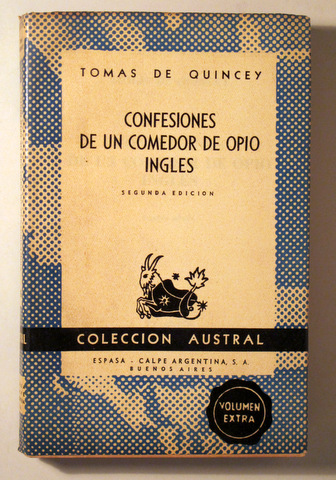 TOMAS DE QUINCEY
CONFESIONES
DE UN COMEDOR DE OPIO
INGLES
SEGUNDA EDICION
COLECCION AUSTRAL
ESPASA - CALPE ARGENTINA, S. A.
BUENOS AIRES
VOLUMEN
EXTRA